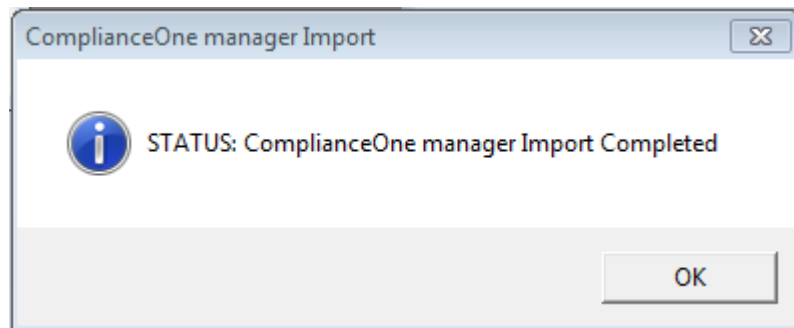 ComplianceOne manager Import
STATUS: ComplianceOne manager Import Completed
OK